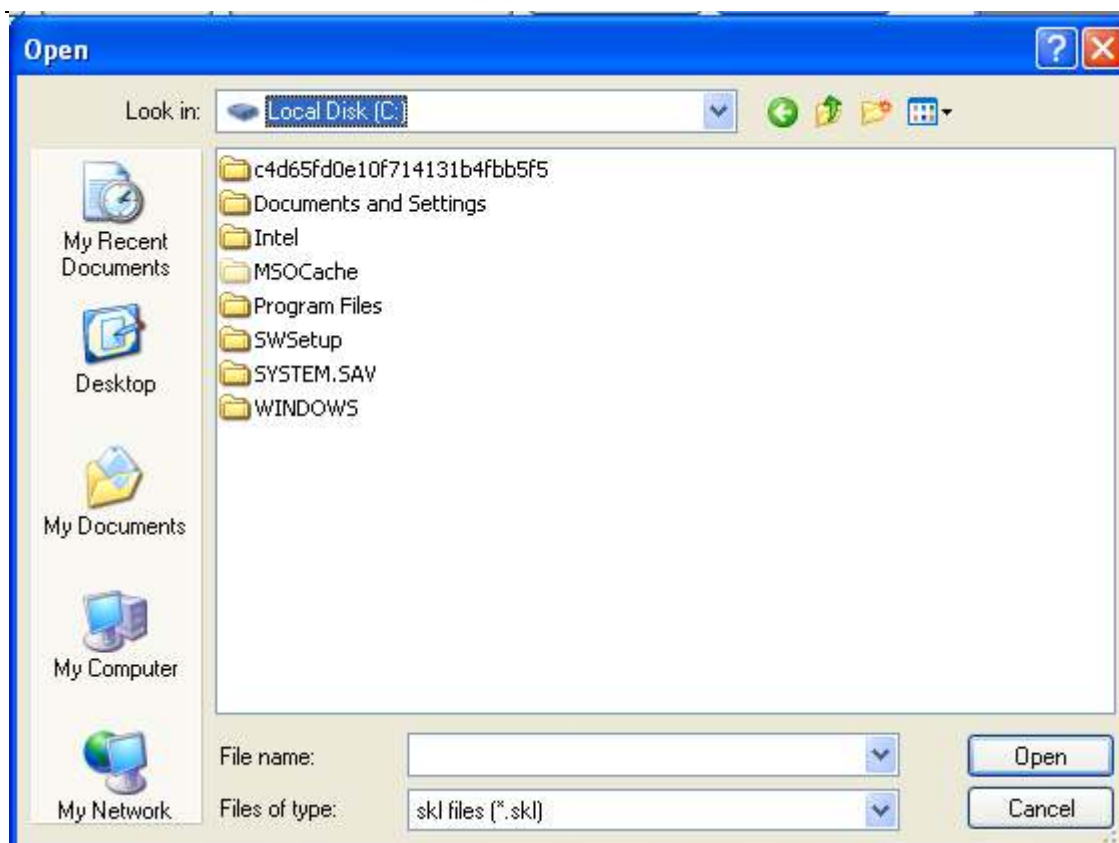 Open
Look in:
Local Disk (C:)
My Recent
Documents
Desktop
My Documents
My Computer
My Network
c4d65fd0e10f714131b4fbb5f5
Documents and Settings
Intel
MSOCache
Program Files
SWSetup
SYSTEM.SAV
WINDOWS
File name:
Open
Files of type:
skl files (*.skl)
Cancel